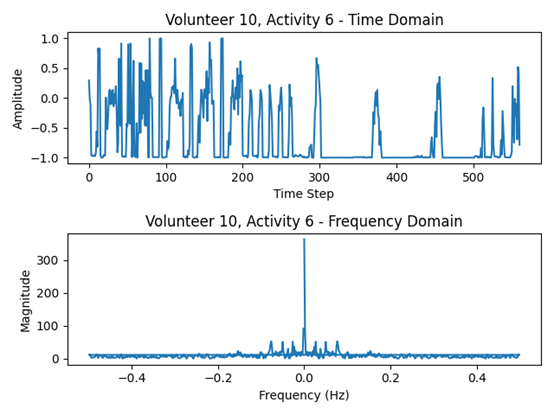 Volunteer 10, Activity 6 - Time Domain
1.0
0.5
0.0
−0.5
−1.0
Amplitude
0 100 200 300 400 500
Time Step
Volunteer 10, Activity 6 - Frequency Domain
300
200
100
0
Magnitude
−0.4 −0.2 0.0 0.2 0.4
Frequency (Hz)